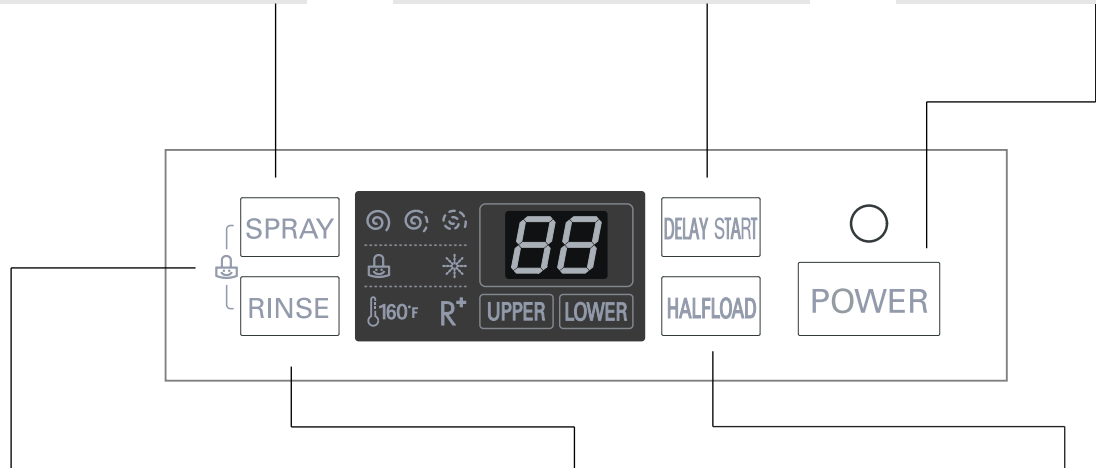 SPRAY
RINSE
88
160°F R+
UPPER LOWER
DELAY START
HALFLOAD
POWER